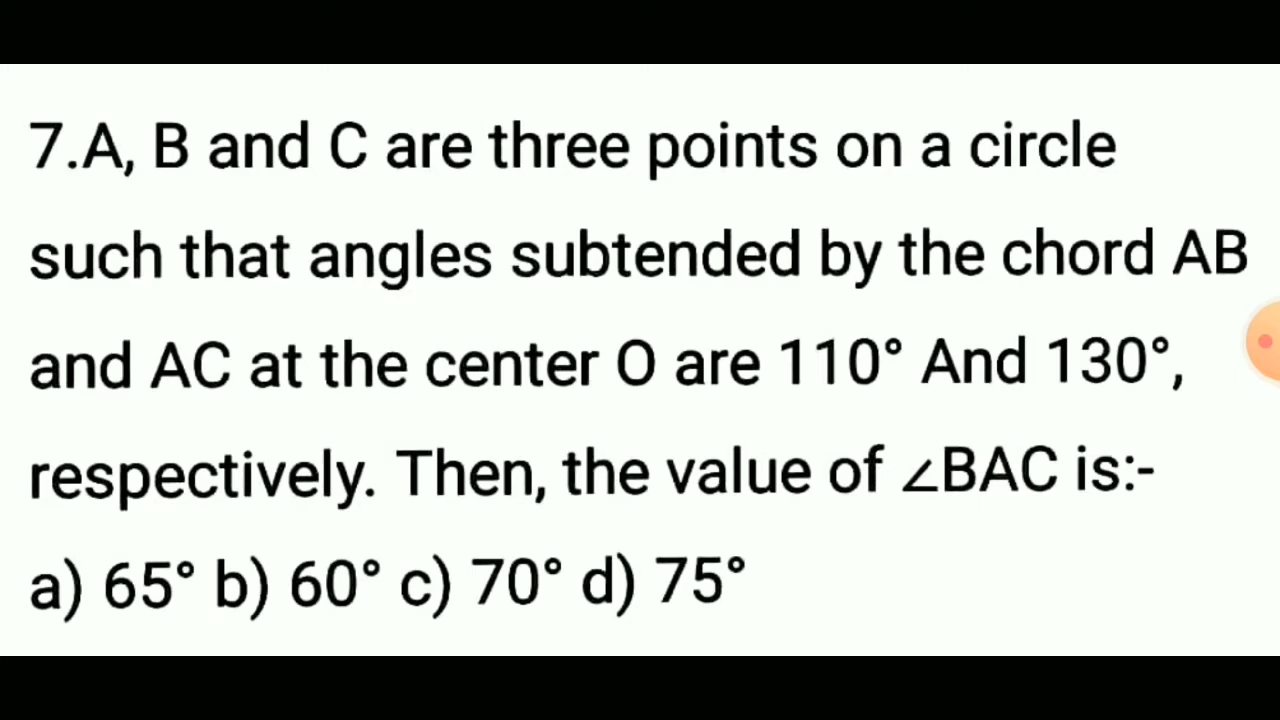 7.A, B and C are three points on a circle
such that angles subtended by the chord AB
and AC at the center O are 110° And 130°,
respectively. Then, the value of ∠BAC is:-
a) 65° b) 60° c) 70° d) 75°